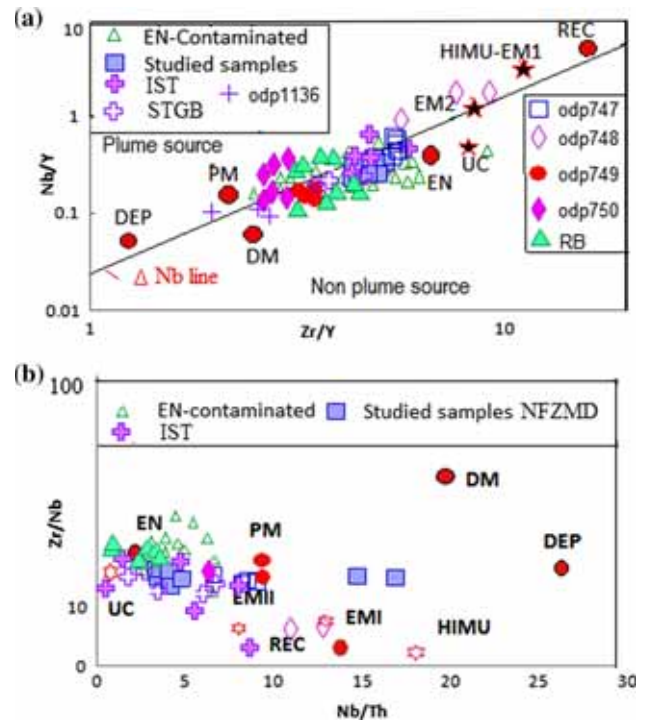 (a)
10
1
0.1
0.01
Nb/Y
EN-Contaminated
Studied samples
IST
odp1136
STGB
Plume source
REC
HIMU-EM1
EM2
UC
EN
PM
DEP
DM
Δ Nb line
Non plume source
odp747
odp748
odp749
odp750
RB
1
10
Zr/Y
(b)
100
10
0
Zr/Nb
EN-contaminated
Studied samples NFZMD
IST
DM
EN
PM
DEP
UC
EMII
EMI
REC
HIMU
0
5
10
15
20
25
30
Nb/Th